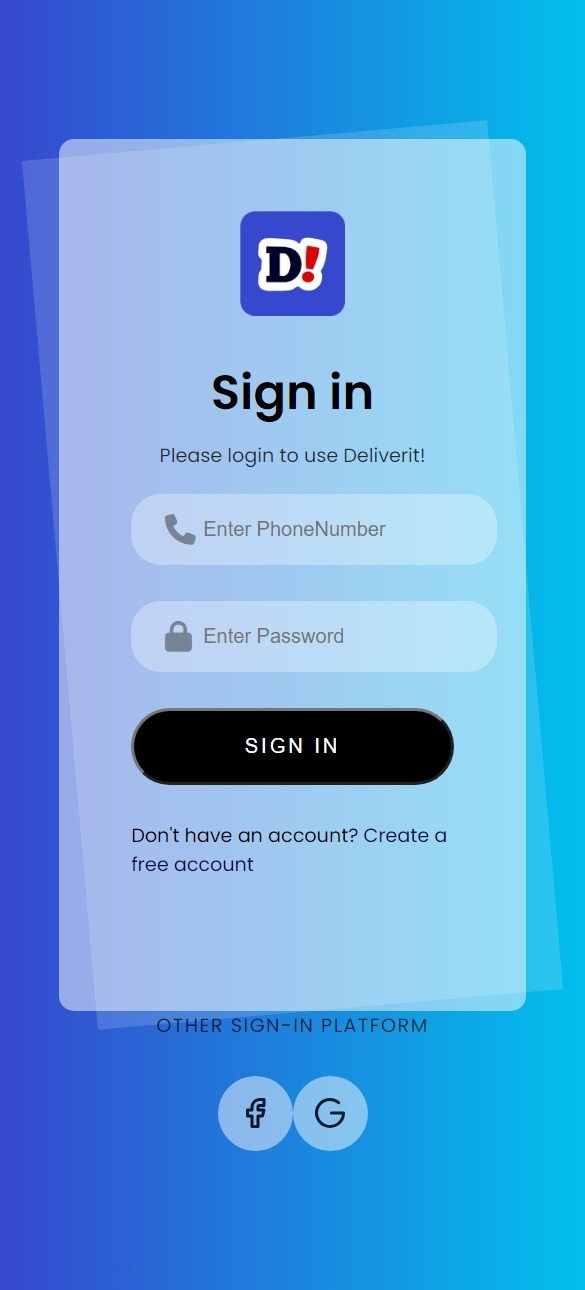 D!
Sign in
Please login to use Deliverit!
Enter PhoneNumber
Enter Password
SIGN IN
Don't have an account? Create a
free account
OTHER SIGN-IN PLATFORM